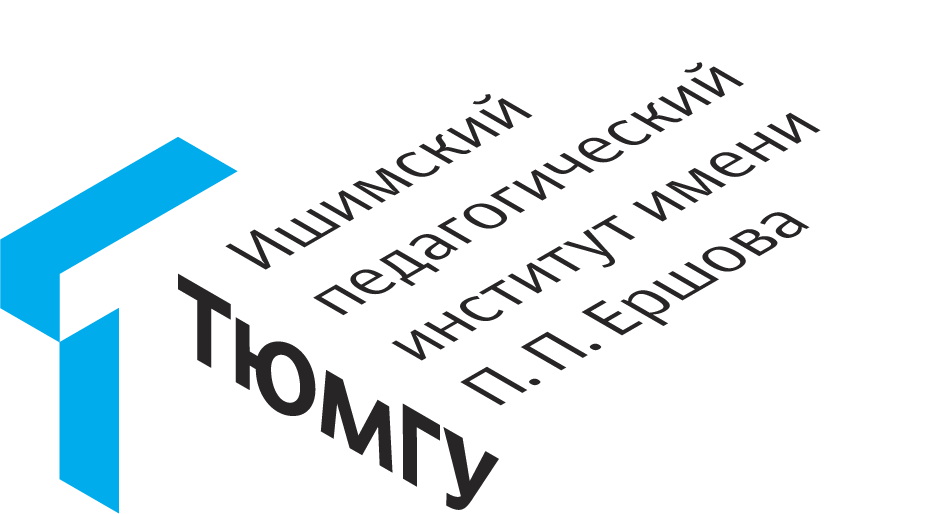 Ишимский
педагогический
институт имени
П. П. Ершова
ТЮМГУ